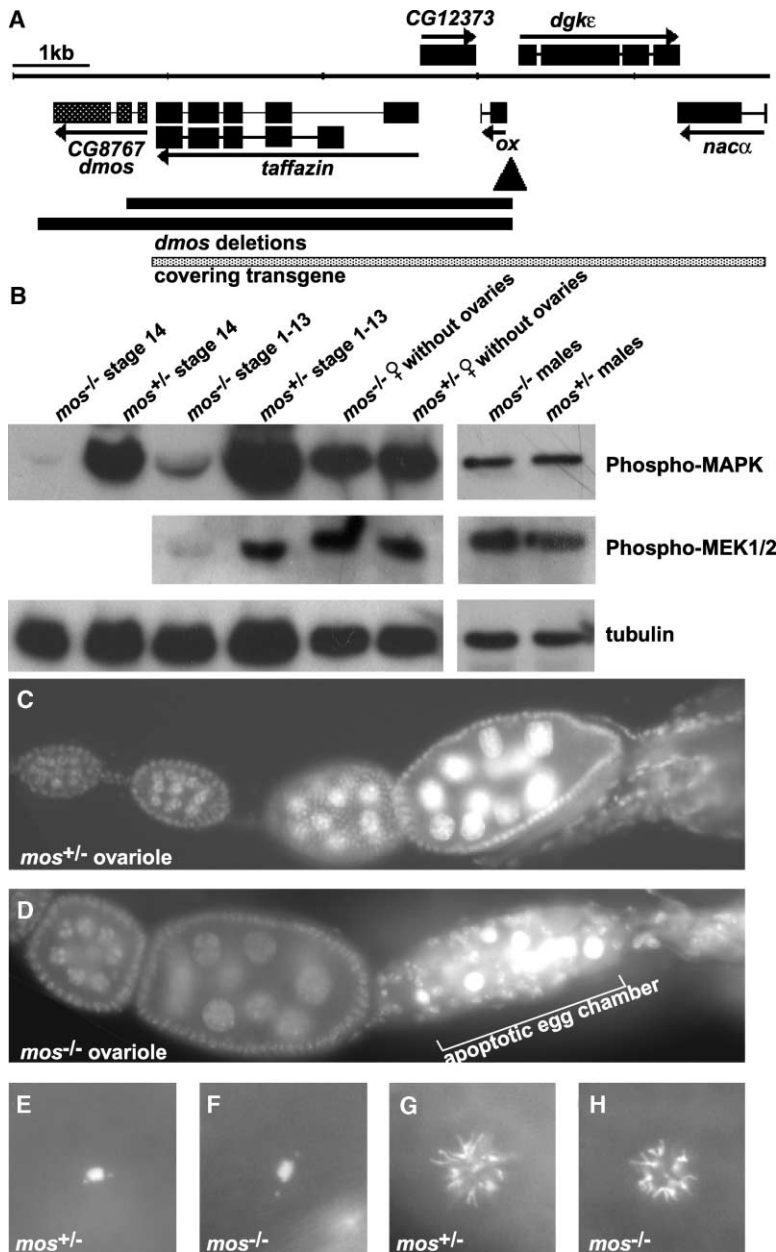 A
CG12373
dgkε
1kb
CG8767
dmos
taffazin
ox
nacα
dmos deletions
covering transgene
B
mos-/- stage 14
mos+/- stage 14
mos-/- stage 1-13
mos+/- stage 1-13
mos-/- ♀ without ovaries
mos+/- ♀ without ovaries
mos-/- males
mos+/- males
Phospho-MAPK
Phospho-MEK1/2
tubulin
C
mos+/- ovariole
D
mos-/- ovariole
apoptotic egg chamber
E
F
G
H
mos+/-
mos-/-
mos+/-
mos-/-